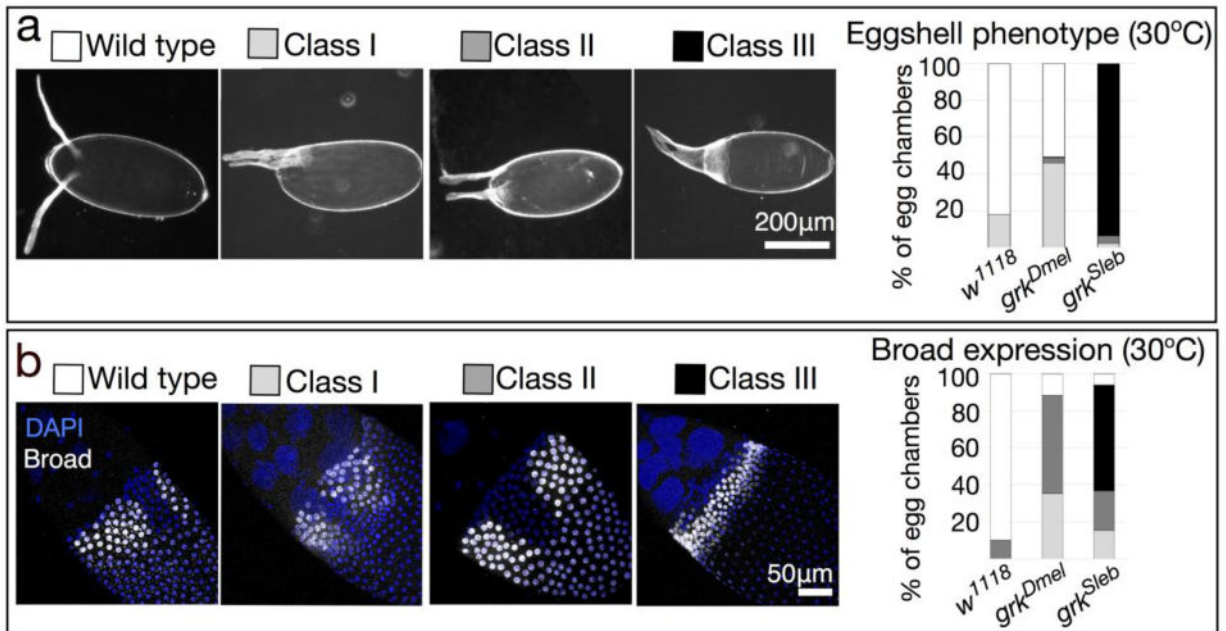 a
Wild type
Class I
Class II
Class III
200μm
Eggshell phenotype (30ºC)
% of egg chambers
100
80
60
40
20
w1118
grkDmel
grkSleb
b
Wild type
Class I
Class II
Class III
DAPI
Broad
50μm
Broad expression (30ºC)
% of egg chambers
100
80
60
40
20
w1118
grkDmel
grkSleb